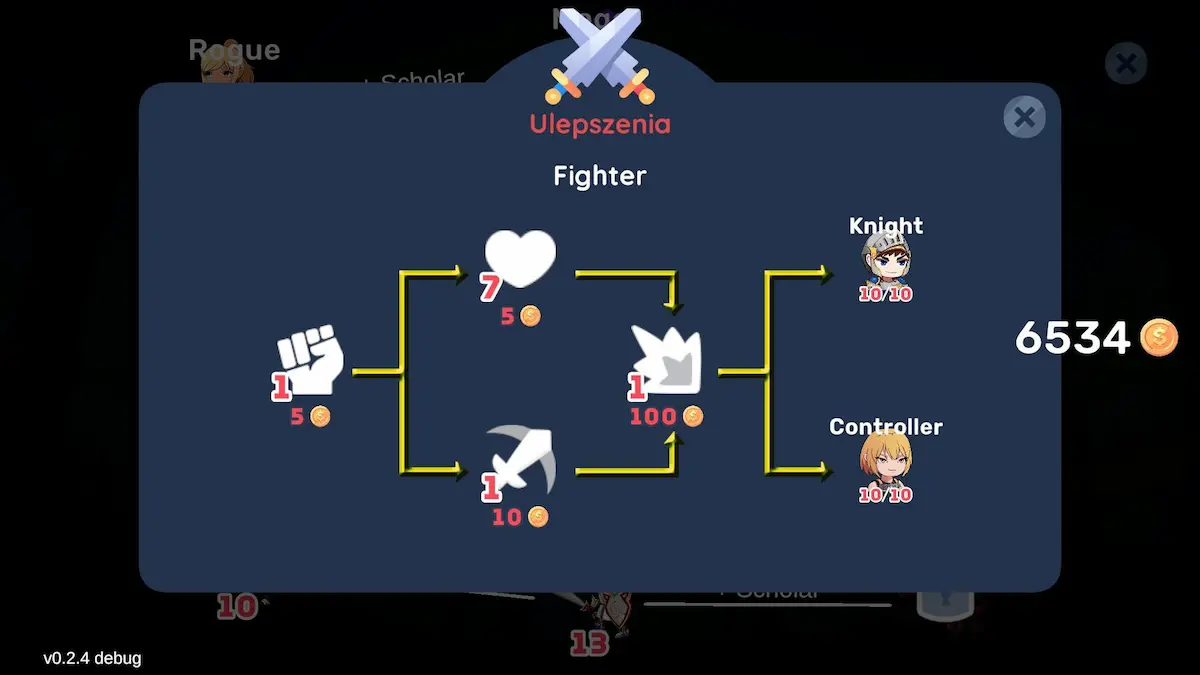 Rogue
+ Scholar
Ulepszenia
Fighter
Knight
7
10/10
5
6534
1
1
5
100
Controller
1
10/10
10
+ Scholar
10
13
v0.2.4 debug